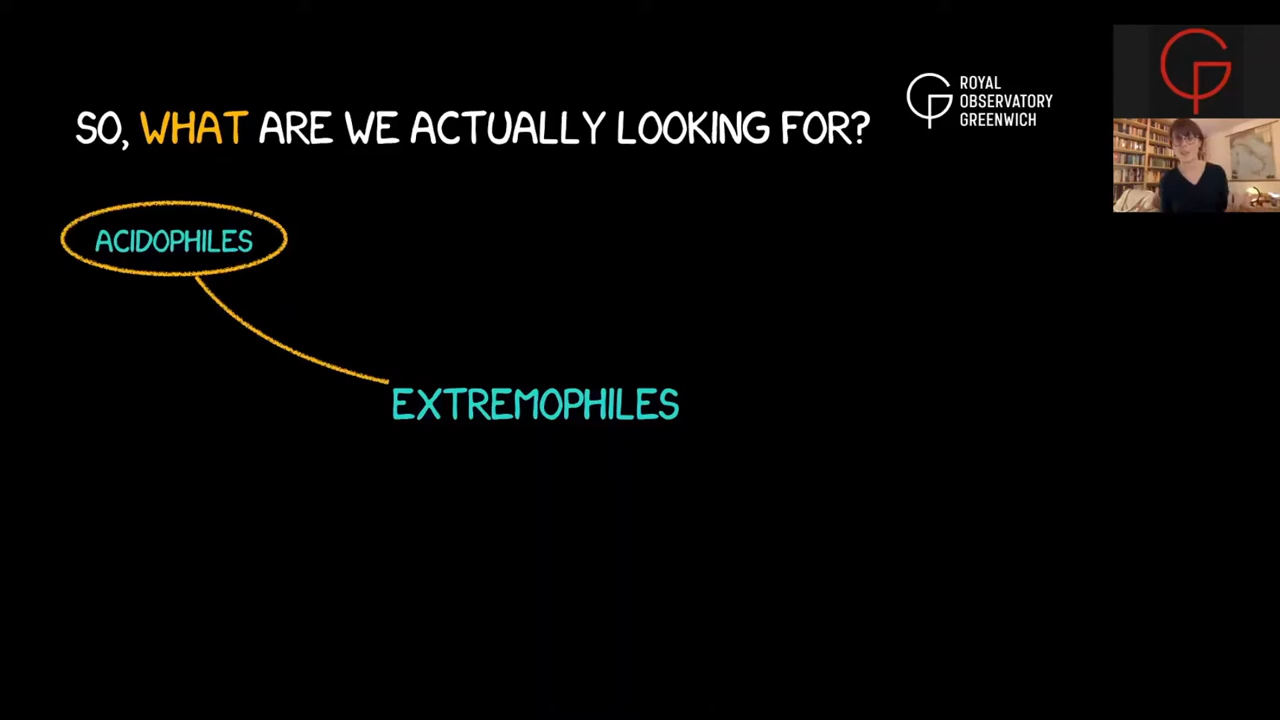 SO, WHAT ARE WE ACTUALLY LOOKING FOR?
ROYAL
OBSERVATORY
GREENWICH
ACIDOPHILES
EXTREMOPHILES